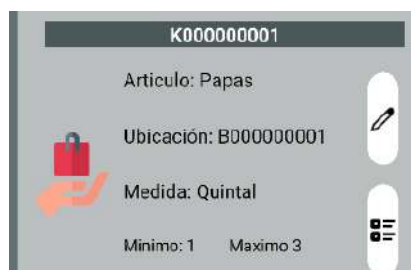 K000000001
Articulo: Papas
Ubicación: B000000001
Medida: Quintal
Minimo: 1 Maximo 3